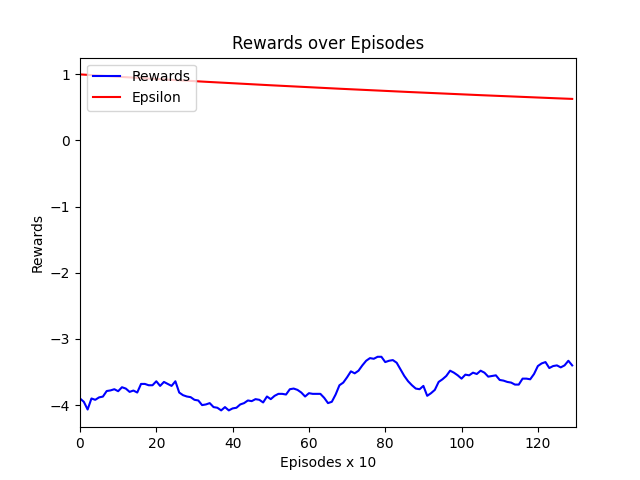 Rewards over Episodes
Rewards
Epsilon
1
0
−1
−2
−3
−4
Rewards
0 20 40 60 80 100 120
Episodes x 10